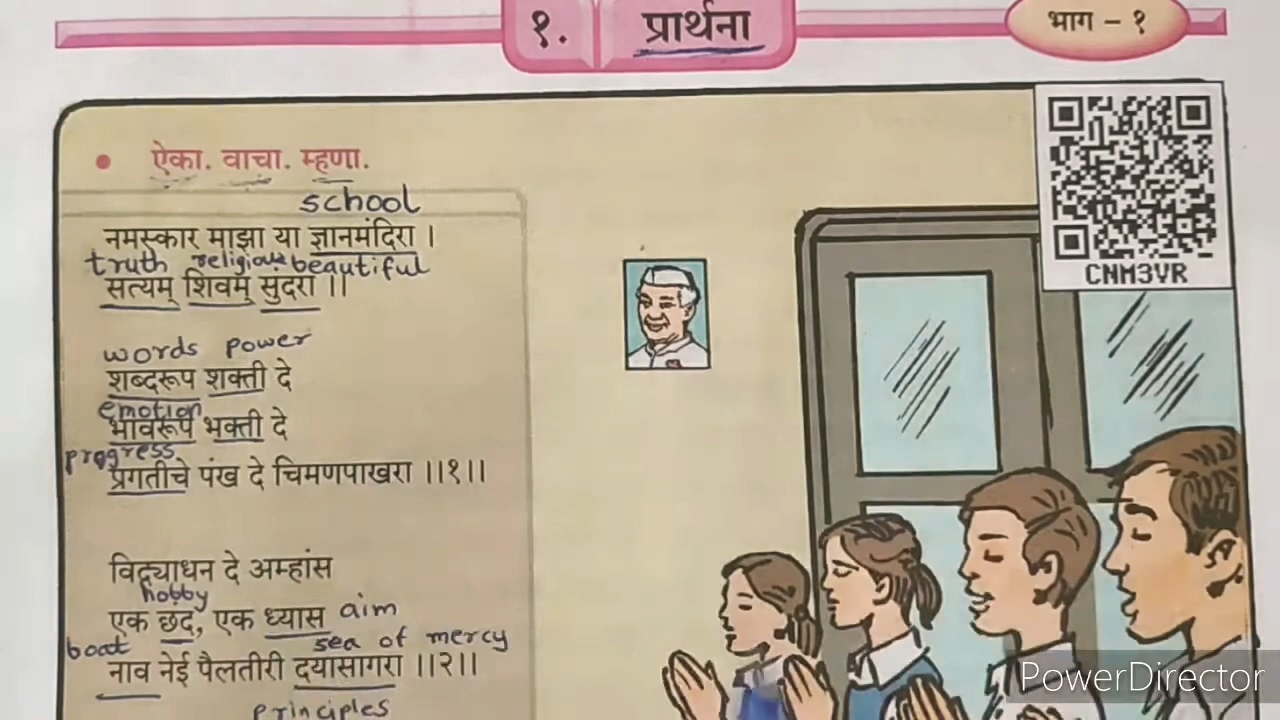 १. प्रार्थना
भाग - १
CNM3VR
• ऐका. वाचा. म्हणा.
school
नमस्कार माझा या ज्ञानमंदिरा ।
truth religious beautiful
सत्यम् शिवम् सुंदरा ।।
words power
शब्दरूप शक्ती दे
emotion
भावरूप भक्ती दे
progress
प्रगतीचे पंख दे चिमणपाखरा ।।१।।
विद्याधन दे अम्हांस
hobby
एक छंद, एक ध्यास aim
boat sea of mercy
नाव नेई पैलतीरी दयासागरा ।।२।।
principles
PowerDirector